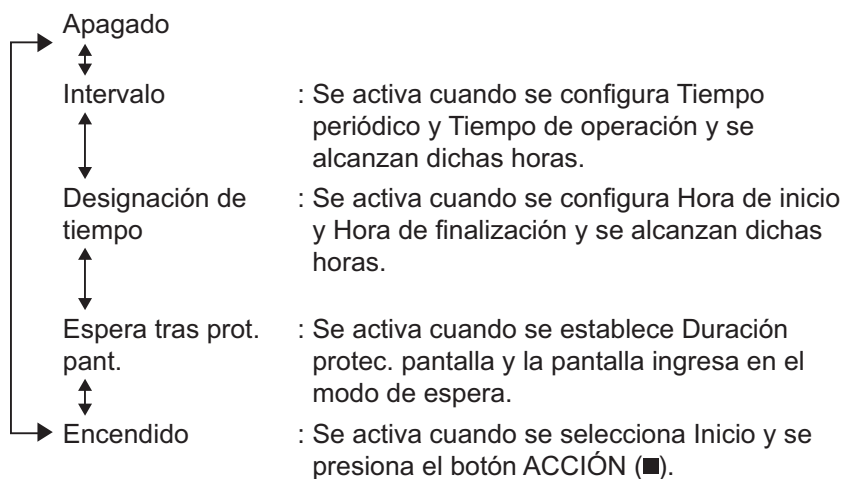 Apagado
Intervalo : Se activa cuando se configura Tiempo
periódico y Tiempo de operación y se
alcanzan dichas horas.
Designación de : Se activa cuando se configura Hora de inicio
tiempo y Hora de finalización y se alcanzan dichas
horas.
Espera tras prot. : Se activa cuando se establece Duración
pant. protec. pantalla y la pantalla ingresa en el
modo de espera.
Encendido : Se activa cuando se selecciona Inicio y se
presiona el botón ACCIÓN (■).